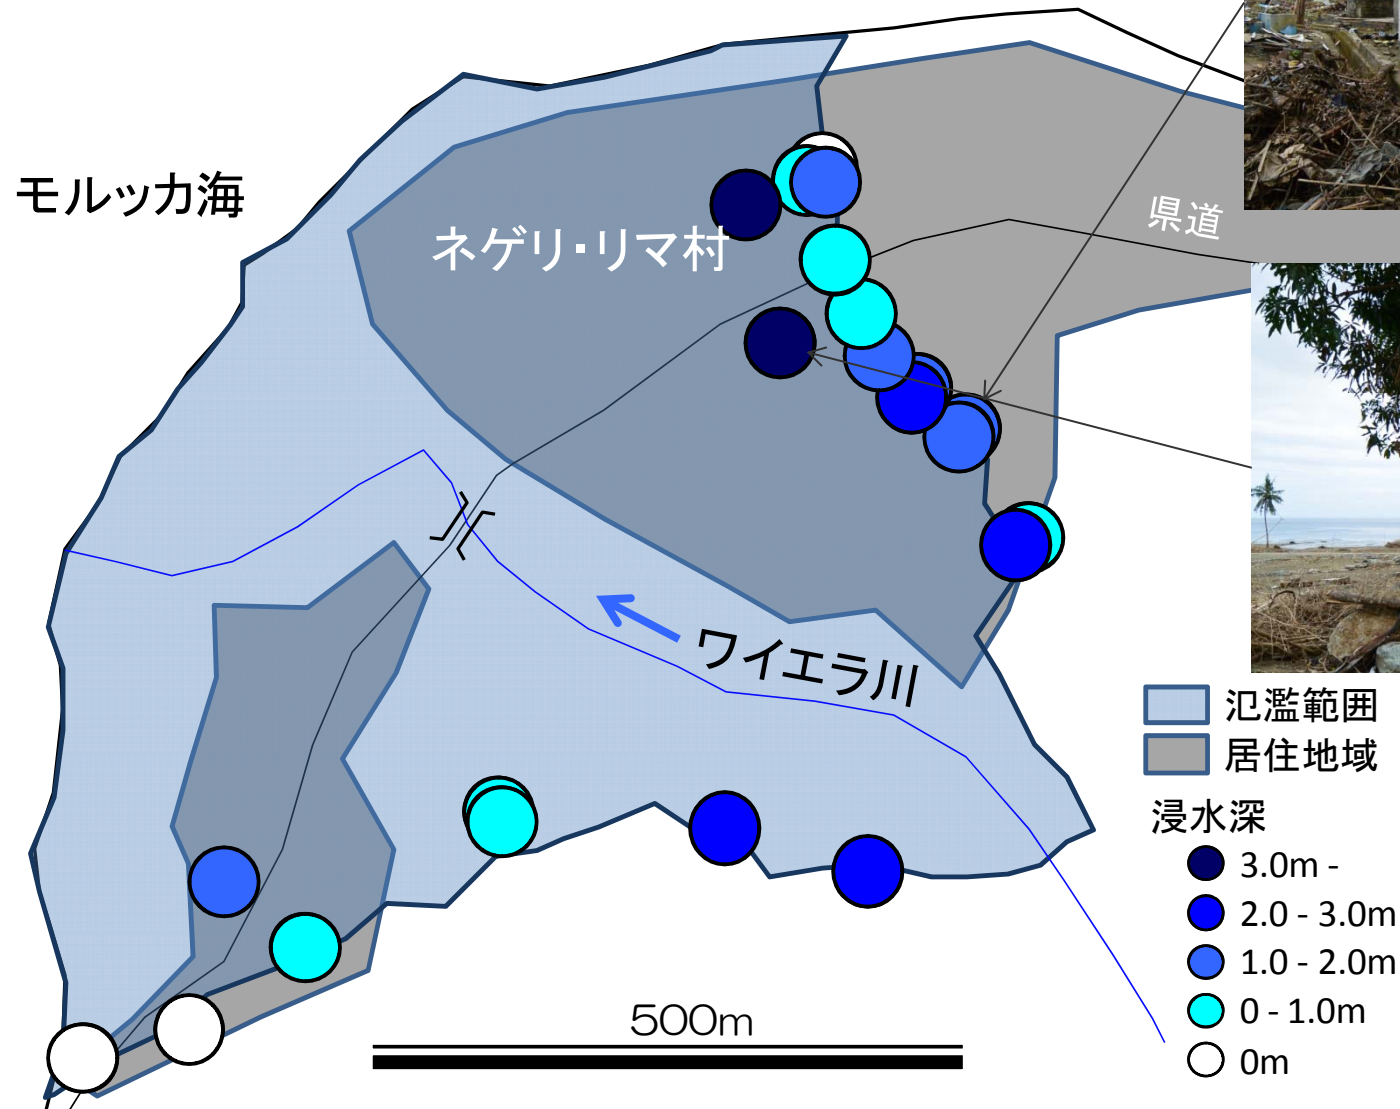 モルッカ海
県道
ネゲリ・リマ村
ワイエラ川
氾濫範囲
居住地域
浸水深
3.0m -
2.0 - 3.0m
1.0 - 2.0m
0 - 1.0m
0m
500m